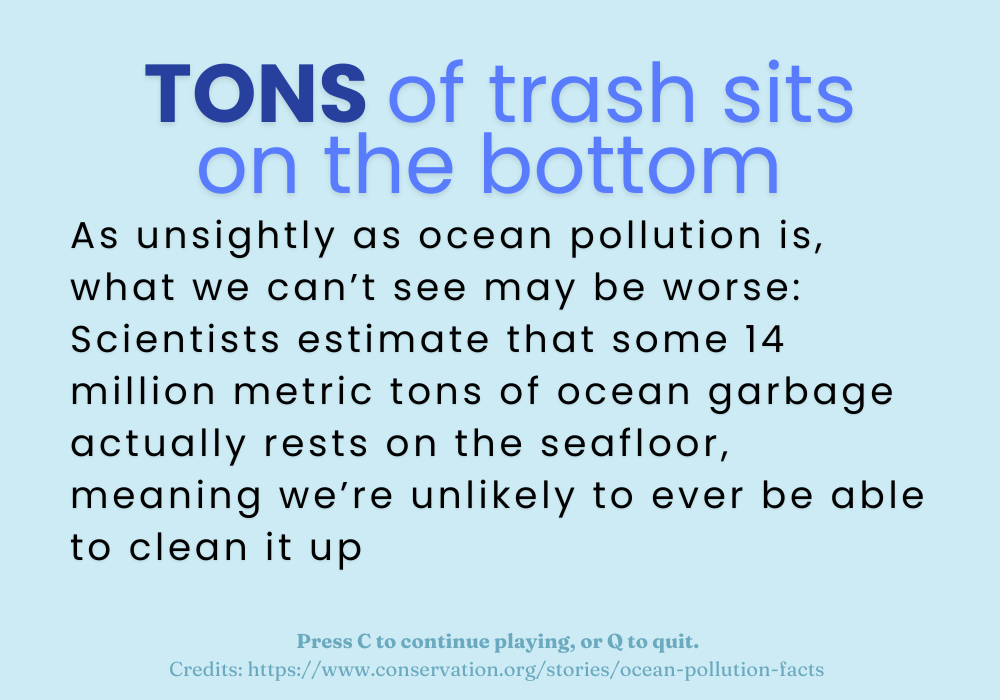 TONS of trash sits
on the bottom
As unsightly as ocean pollution is,
what we can’t see may be worse:
Scientists estimate that some 14
million metric tons of ocean garbage
actually rests on the seafloor,
meaning we’re unlikely to ever be able
to clean it up
Press C to continue playing, or Q to quit.
Credits: https://www.conservation.org/stories/ocean-pollution-facts